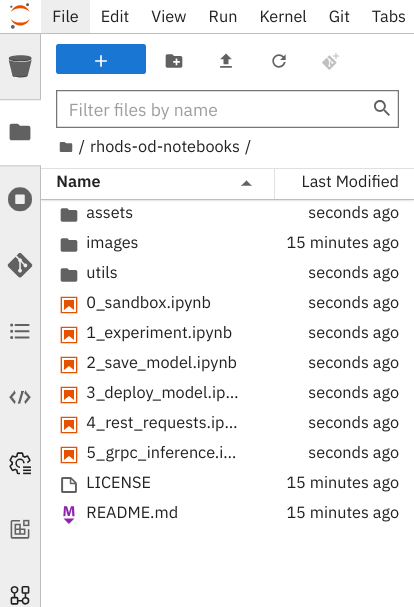 File Edit View Run Kernel Git Tabs
+
Filter files by name
/ rhods-od-notebooks /
Name Last Modified
assets seconds ago
images 15 minutes ago
utils seconds ago
0_sandbox.ipynb seconds ago
1_experiment.ipynb seconds ago
2_save_model.ipynb seconds ago
3_deploy_model.ip... seconds ago
4_rest_requests.ip... seconds ago
5_grpc_inference.i... seconds ago
LICENSE 15 minutes ago
M README.md 15 minutes ago